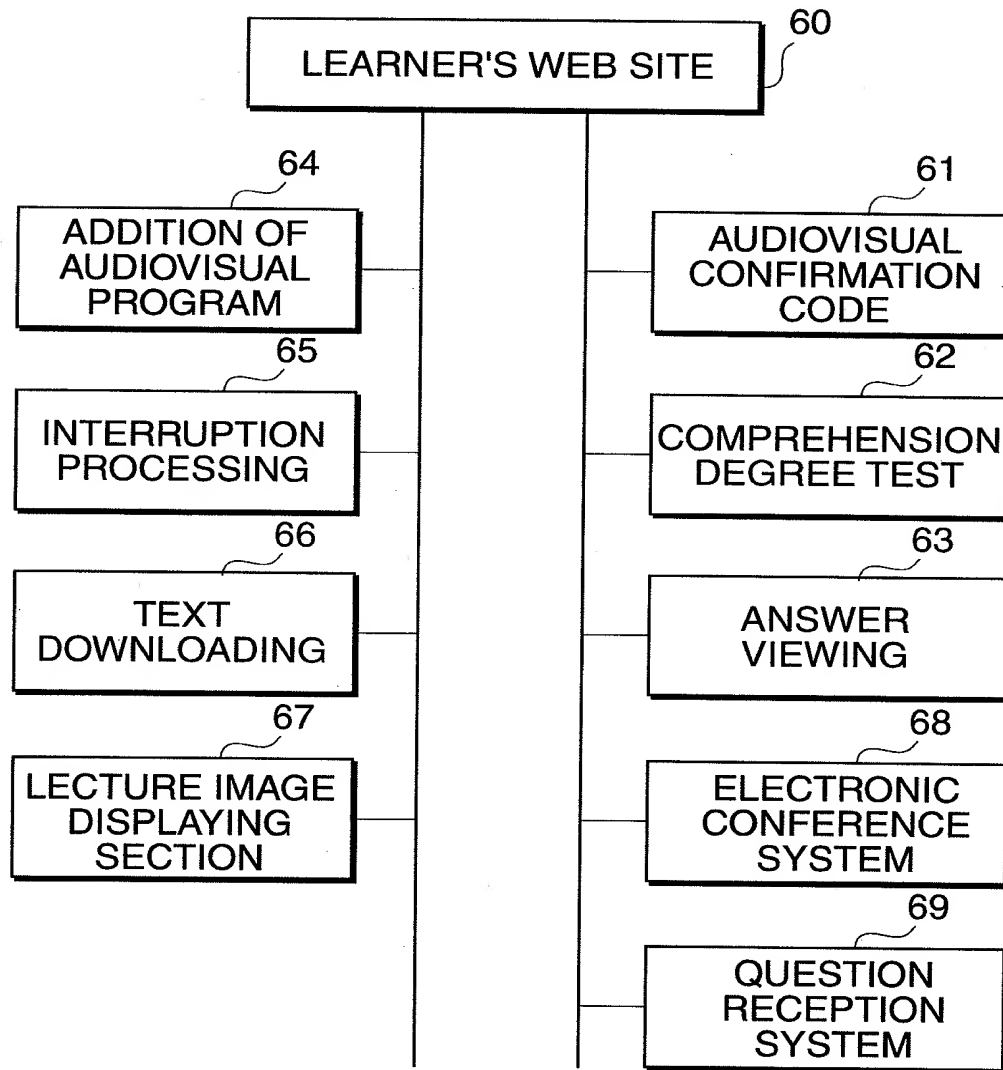 60
LEARNER'S WEB SITE
64
ADDITION OF
AUDIOVISUAL
PROGRAM
65
INTERRUPTION
PROCESSING
66
TEXT
DOWNLOADING
67
LECTURE IMAGE
DISPLAYING
SECTION
61
AUDIOVISUAL
CONFIRMATION
CODE
62
COMPREHENSION
DEGREE TEST
63
ANSWER
VIEWING
68
ELECTRONIC
CONFERENCE
SYSTEM
69
QUESTION
RECEPTION
SYSTEM